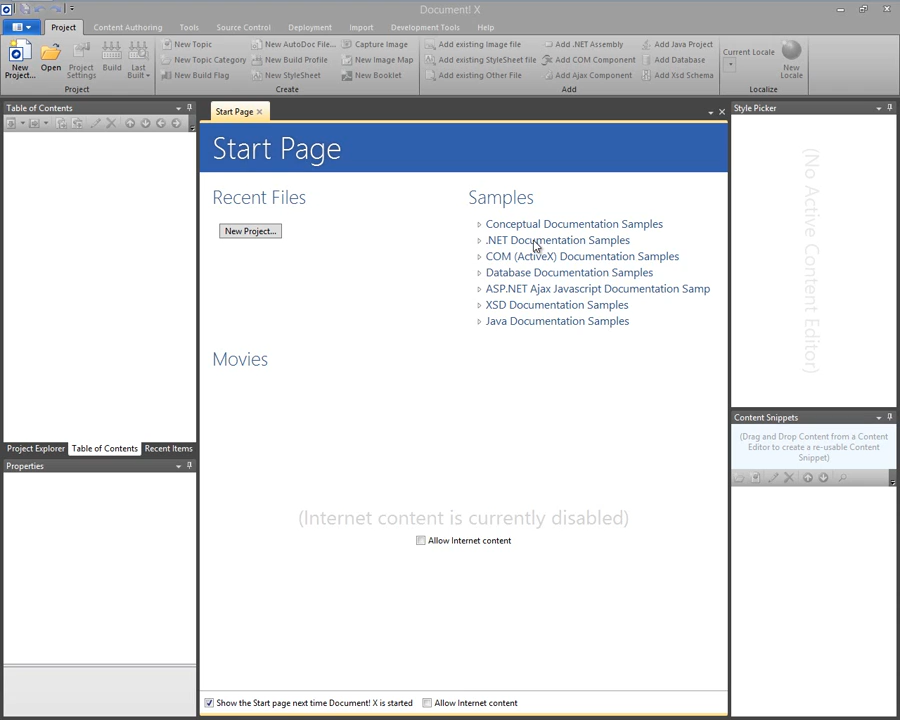 Document! X
Project Content Authoring Tools Source Control Deployment Import Development Tools Help
New Project...
Open
Project Settings
Build
Last Built
Project
New Topic
New Topic Category
New Build Flag
New AutoDoc File...
New Build Profile
New StyleSheet
Capture Image
New Image Map
New Booklet
Create
Add existing Image file
Add existing StyleSheet file
Add existing Other File
Add .NET Assembly
Add COM Component
Add Ajax Component
Add Java Project
Add Database
Add Xsd Schema
Add
Current Locale
New Locale
Localize
Table of Contents
Start Page
Style Picker
Start Page
Recent Files
New Project...
Samples
Conceptual Documentation Samples
.NET Documentation Samples
COM (ActiveX) Documentation Samples
Database Documentation Samples
ASP.NET Ajax Javascript Documentation Samp
XSD Documentation Samples
Java Documentation Samples
Movies
(Internet content is currently disabled)
Allow Internet content
Show the Start page next time Document! X is started
Allow Internet content
(No Active Content Editor)
Content Snippets
(Drag and Drop Content from a Content
Editor to create a re-usable Content
Snippet)
Project Explorer Table of Contents Recent Items
Properties